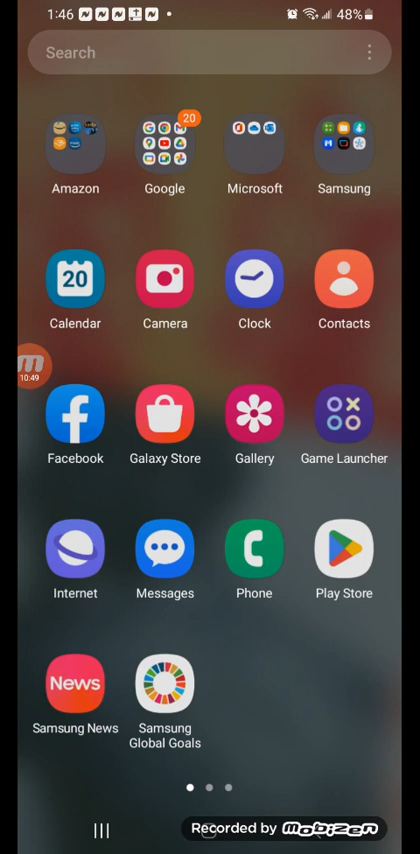 1:46
48%
Search
20
Amazon
Google
Microsoft
Samsung
20
Calendar
Camera
Clock
Contacts
10:49
Facebook
Galaxy Store
Gallery
Game Launcher
Internet
Messages
Phone
Play Store
News
Samsung News
Samsung
Global Goals
Recorded by mobizen